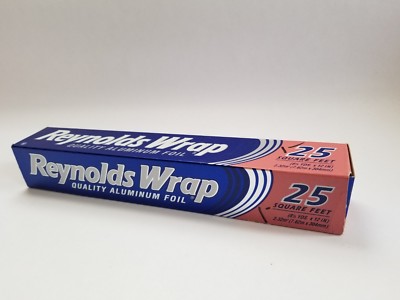 Reynolds Wrap
QUALITY ALUMINUM FOIL
25
SQUARE FEET
Reynolds Wrap®
QUALITY ALUMINUM FOIL
25
SQUARE FEET